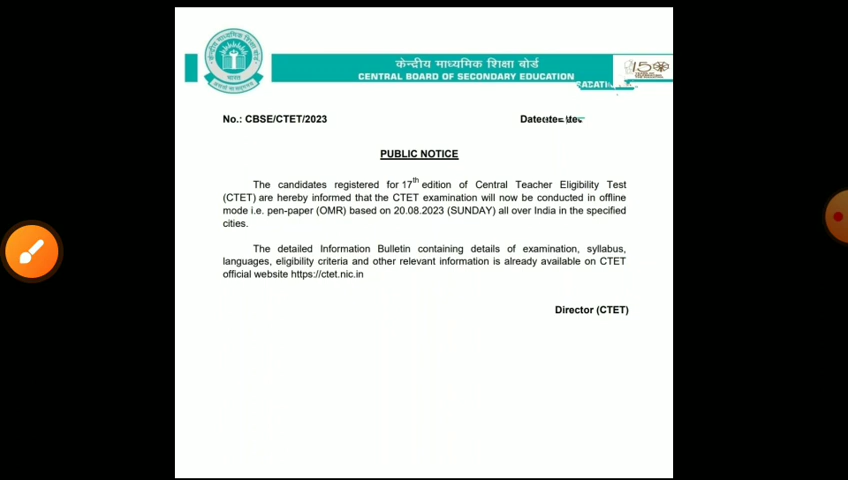 केन्द्रीय माध्यमिक शिक्षा बोर्ड
CENTRAL BOARD OF SECONDARY EDUCATION
भारत
150
No.: CBSE/CTET/2023
PUBLIC NOTICE
The candidates registered for 17th edition of Central Teacher Eligibility Test
(CTET) are hereby informed that the CTET examination will now be conducted in offline
mode i.e. pen-paper (OMR) based on 20.08.2023 (SUNDAY) all over India in the specified
cities.
The detailed Information Bulletin containing details of examination, syllabus,
languages, eligibility criteria and other relevant information is already available on CTET
official website https://ctet.nic.in
Director (CTET)